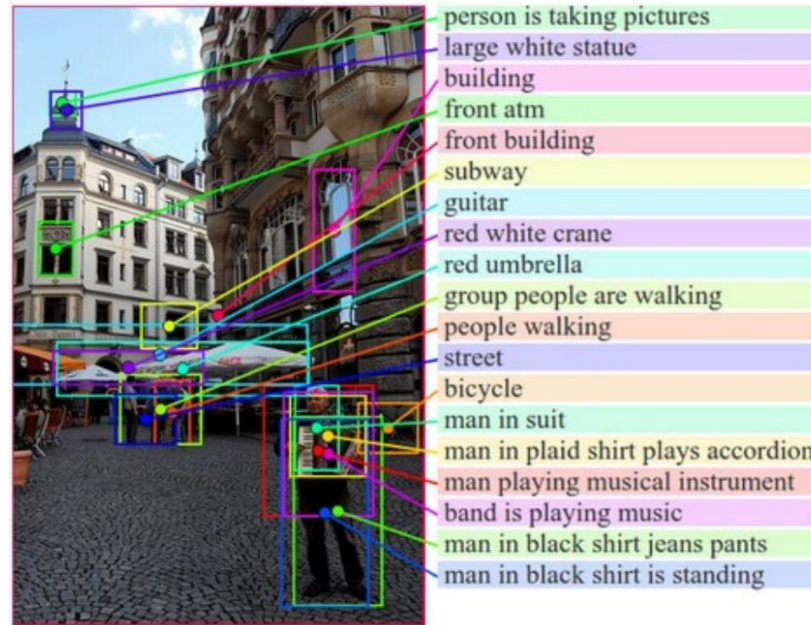 person is taking pictures
large white statue
building
front atm
front building
subway
guitar
red white crane
red umbrella
group people are walking
people walking
street
bicycle
man in suit
man in plaid shirt plays accordion
man playing musical instrument
band is playing music
man in black shirt jeans pants
man in black shirt is standing